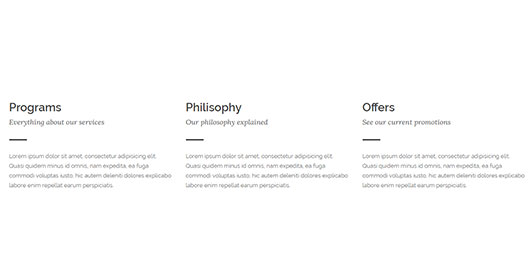 Programs
Everything about our services
Lorem ipsum dolor sit amet, consectetur adipisicing elit.
Quasi quidem minus id omnis, nam expedita, ea fuga
commodi voluptas iusto, hic autem deleniti dolores explicabo
labore enim repellat earum perspiciatis.
Philisophy
Our philosophy explained
Lorem ipsum dolor sit amet, consectetur adipisicing elit.
Quasi quidem minus id omnis, nam expedita, ea fuga
commodi voluptas iusto, hic autem deleniti dolores explicabo
labore enim repellat earum perspiciatis.
Offers
See our current promotions
Lorem ipsum dolor sit amet, consectetur adipisicing elit.
Quasi quidem minus id omnis, nam expedita, ea fuga
commodi voluptas iusto, hic autem deleniti dolores explicabo
labore enim repellat earum perspiciatis.